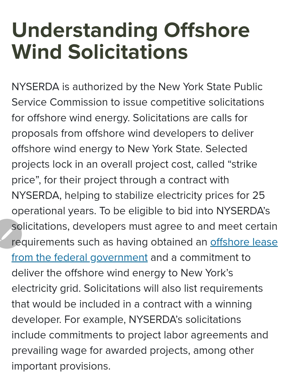 Understanding Offshore
Wind Solicitations
NYSERDA is authorized by the New York State Public
Service Commission to issue competitive solicitations
for offshore wind energy. Solicitations are calls for
proposals from offshore wind developers to deliver
offshore wind energy to New York State. Selected
projects lock in an overall project cost, called “strike
price”, for their project through a contract with
NYSERDA, helping to stabilize electricity prices for 25
operational years. To be eligible to bid into NYSERDA’s
solicitations, developers must agree to and meet certain
requirements such as having obtained an offshore lease
from the federal government and a commitment to
deliver the offshore wind energy to New York’s
electricity grid. Solicitations will also list requirements
that would be included in a contract with a winning
developer. For example, NYSERDA’s solicitations
include commitments to project labor agreements and
prevailing wage for awarded projects, among other
important provisions.